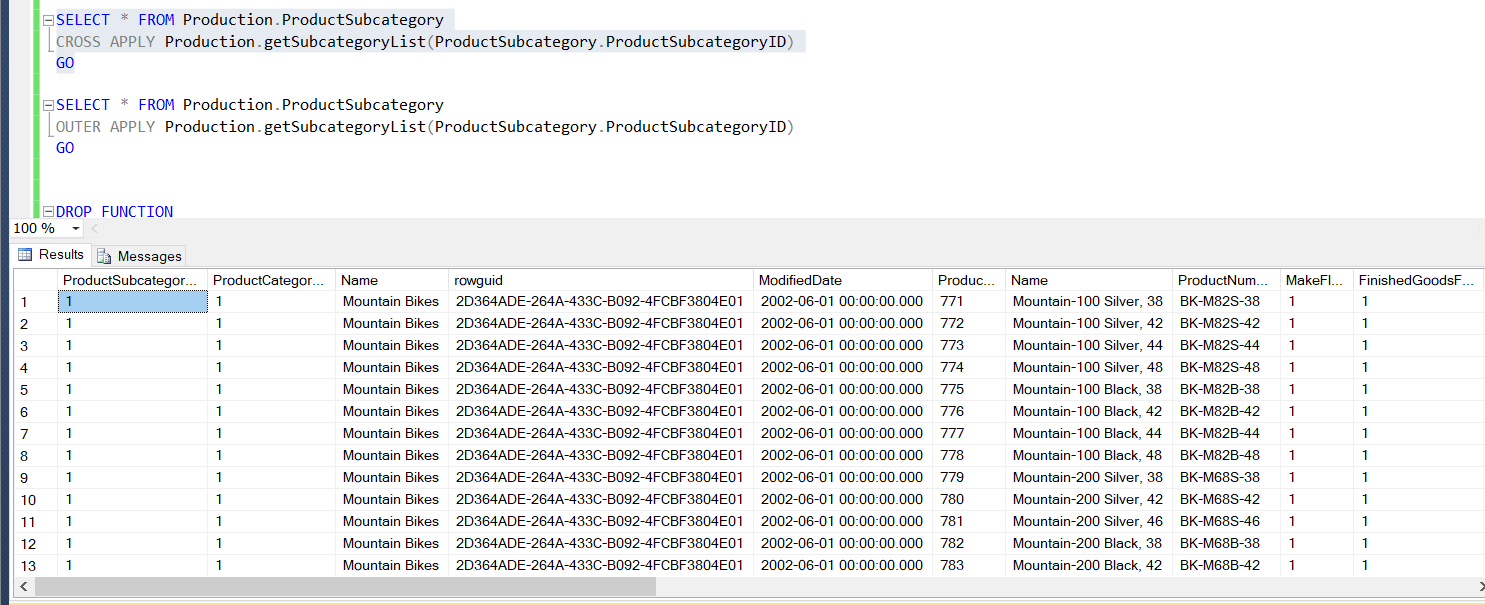 SELECT * FROM Production.ProductSubcategory
CROSS APPLY Production.getSubcategoryList(ProductSubcategory.ProductSubcategoryID)
GO
SELECT * FROM Production.ProductSubcategory
OUTER APPLY Production.getSubcategoryList(ProductSubcategory.ProductSubcategoryID)
GO
DROP FUNCTION
100 %
Results Messages
ProductSubcategor... ProductCategor... Name rowguid ModifiedDate Produc... Name ProductNum... MakeFl... FinishedGoodsF...
1 1 1 Mountain Bikes 2D364ADE-264A-433C-B092-4FCBF3804E01 2002-06-01 00:00:00.000 771 Mountain-100 Silver, 38 BK-M82S-38 1 1
2 1 1 Mountain Bikes 2D364ADE-264A-433C-B092-4FCBF3804E01 2002-06-01 00:00:00.000 772 Mountain-100 Silver, 42 BK-M82S-42 1 1
3 1 1 Mountain Bikes 2D364ADE-264A-433C-B092-4FCBF3804E01 2002-06-01 00:00:00.000 773 Mountain-100 Silver, 44 BK-M82S-44 1 1
4 1 1 Mountain Bikes 2D364ADE-264A-433C-B092-4FCBF3804E01 2002-06-01 00:00:00.000 774 Mountain-100 Silver, 48 BK-M82S-48 1 1
5 1 1 Mountain Bikes 2D364ADE-264A-433C-B092-4FCBF3804E01 2002-06-01 00:00:00.000 775 Mountain-100 Black, 38 BK-M82B-38 1 1
6 1 1 Mountain Bikes 2D364ADE-264A-433C-B092-4FCBF3804E01 2002-06-01 00:00:00.000 776 Mountain-100 Black, 42 BK-M82B-42 1 1
7 1 1 Mountain Bikes 2D364ADE-264A-433C-B092-4FCBF3804E01 2002-06-01 00:00:00.000 777 Mountain-100 Black, 44 BK-M82B-44 1 1
8 1 1 Mountain Bikes 2D364ADE-264A-433C-B092-4FCBF3804E01 2002-06-01 00:00:00.000 778 Mountain-100 Black, 48 BK-M82B-48 1 1
9 1 1 Mountain Bikes 2D364ADE-264A-433C-B092-4FCBF3804E01 2002-06-01 00:00:00.000 779 Mountain-200 Silver, 38 BK-M68S-38 1 1
10 1 1 Mountain Bikes 2D364ADE-264A-433C-B092-4FCBF3804E01 2002-06-01 00:00:00.000 780 Mountain-200 Silver, 42 BK-M68S-42 1 1
11 1 1 Mountain Bikes 2D364ADE-264A-433C-B092-4FCBF3804E01 2002-06-01 00:00:00.000 781 Mountain-200 Silver, 46 BK-M68S-46 1 1
12 1 1 Mountain Bikes 2D364ADE-264A-433C-B092-4FCBF3804E01 2002-06-01 00:00:00.000 782 Mountain-200 Black, 38 BK-M68B-38 1 1
13 1 1 Mountain Bikes 2D364ADE-264A-433C-B092-4FCBF3804E01 2002-06-01 00:00:00.000 783 Mountain-200 Black, 42 BK-M68B-42 1 1